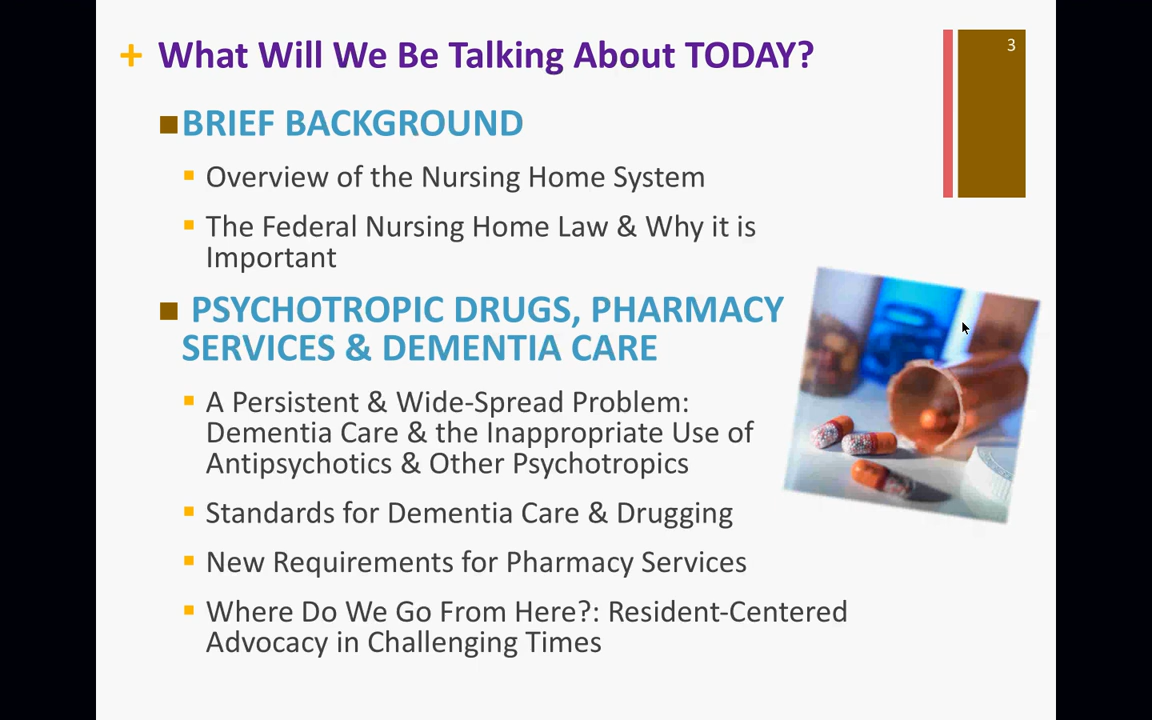 + What Will We Be Talking About TODAY?
3
BRIEF BACKGROUND
Overview of the Nursing Home System
The Federal Nursing Home Law & Why it is
Important
PSYCHOTROPIC DRUGS, PHARMACY
SERVICES & DEMENTIA CARE
A Persistent & Wide-Spread Problem:
Dementia Care & the Inappropriate Use of
Antipsychotics & Other Psychotropics
Standards for Dementia Care & Drugging
New Requirements for Pharmacy Services
Where Do We Go From Here?: Resident-Centered
Advocacy in Challenging Times